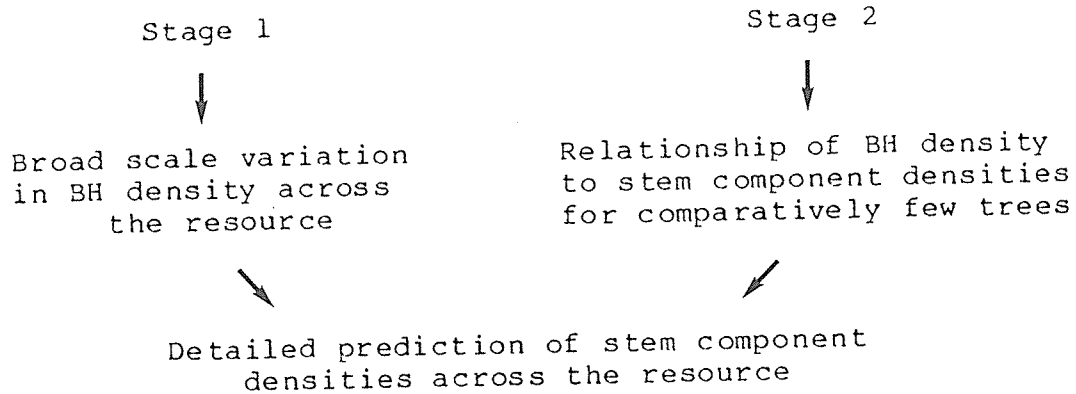 Stage 1
Stage 2
Broad scale variation
in BH density across
the resource
Relationship of BH density
to stem component densities
for comparatively few trees
Detailed prediction of stem component
densities across the resource